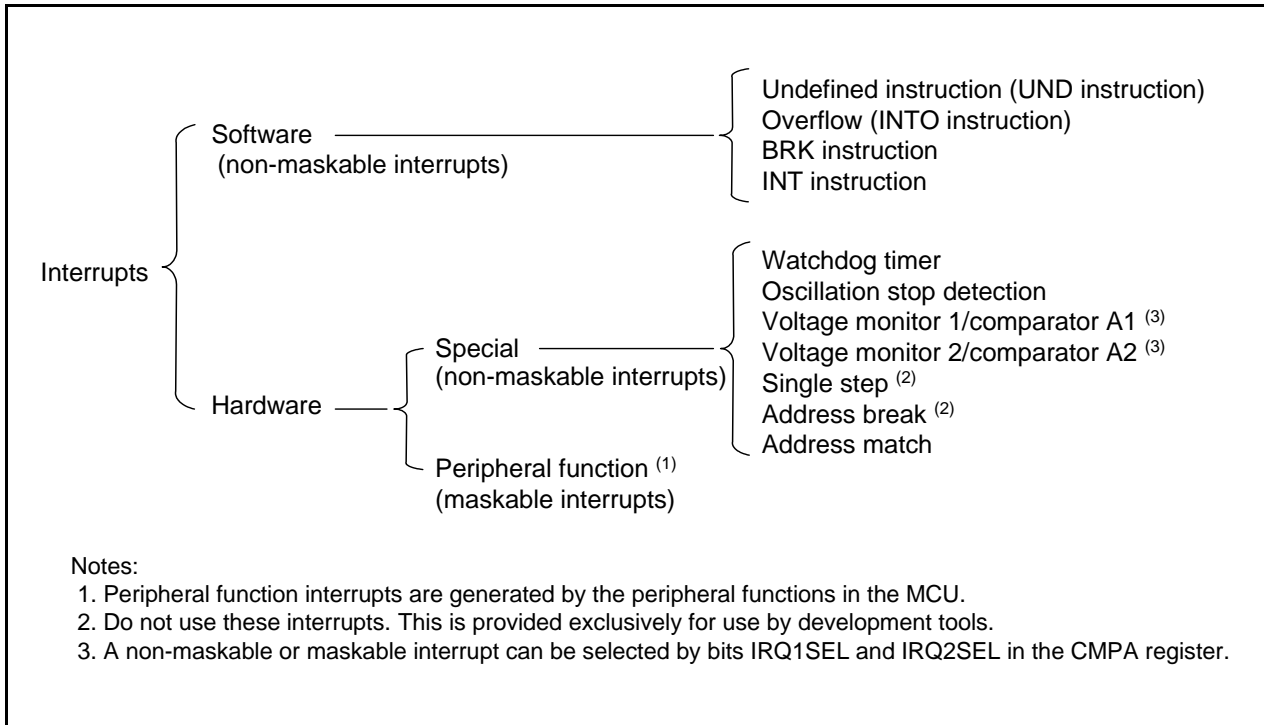 Undefined instruction (UND instruction)
Overflow (INTO instruction)
BRK instruction
INT instruction
Software
(non-maskable interrupts)
Interrupts
Watchdog timer
Oscillation stop detection
Voltage monitor 1/comparator A1 (3)
Voltage monitor 2/comparator A2 (3)
Single step (2)
Address break (2)
Address match
Special
(non-maskable interrupts)
Hardware
Peripheral function (1)
(maskable interrupts)
Notes:
1. Peripheral function interrupts are generated by the peripheral functions in the MCU.
2. Do not use these interrupts. This is provided exclusively for use by development tools.
3. A non-maskable or maskable interrupt can be selected by bits IRQ1SEL and IRQ2SEL in the CMPA register.